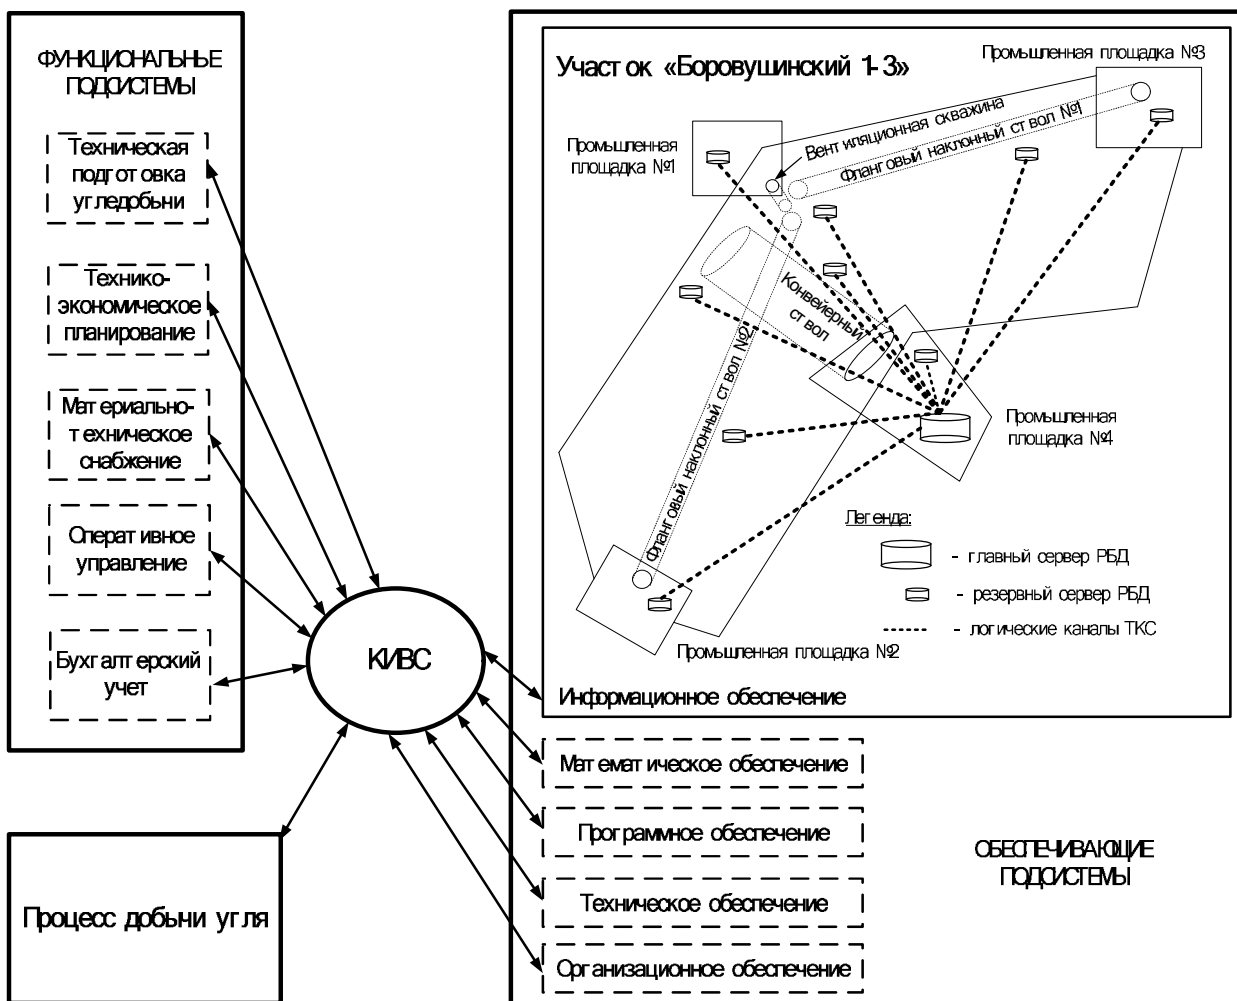 ФУНКЦИОНАЛЬНЫЕ
ПОДСИСТЕМЫ
Техническая
подготовка
угледобычи
Технико-
экономическое
планирование
Материально-
техническое
снабжение
Оперативное
управление
Бухгалтерский
учет
КИВС
Процесс добычи угля
Участок «Боровушинский 1-3»
Промышленная площадка №3
Промышленная
площадка №1
Вентиляционная скважина
Фланговый наклонный ствол №1
Конвейерный
ствол
Фланговый наклонный ствол №2
Промышленная
площадка №4
Легенда:
- главный сервер РБД
- резервный сервер РБД
- логические каналы ТКС
Промышленная площадка №2
Информационное обеспечение
Математическое обеспечение
Программное обеспечение
Техническое обеспечение
Организационное обеспечение
ОБЕСПЕЧИВАЮЩИЕ
ПОДСИСТЕМЫ